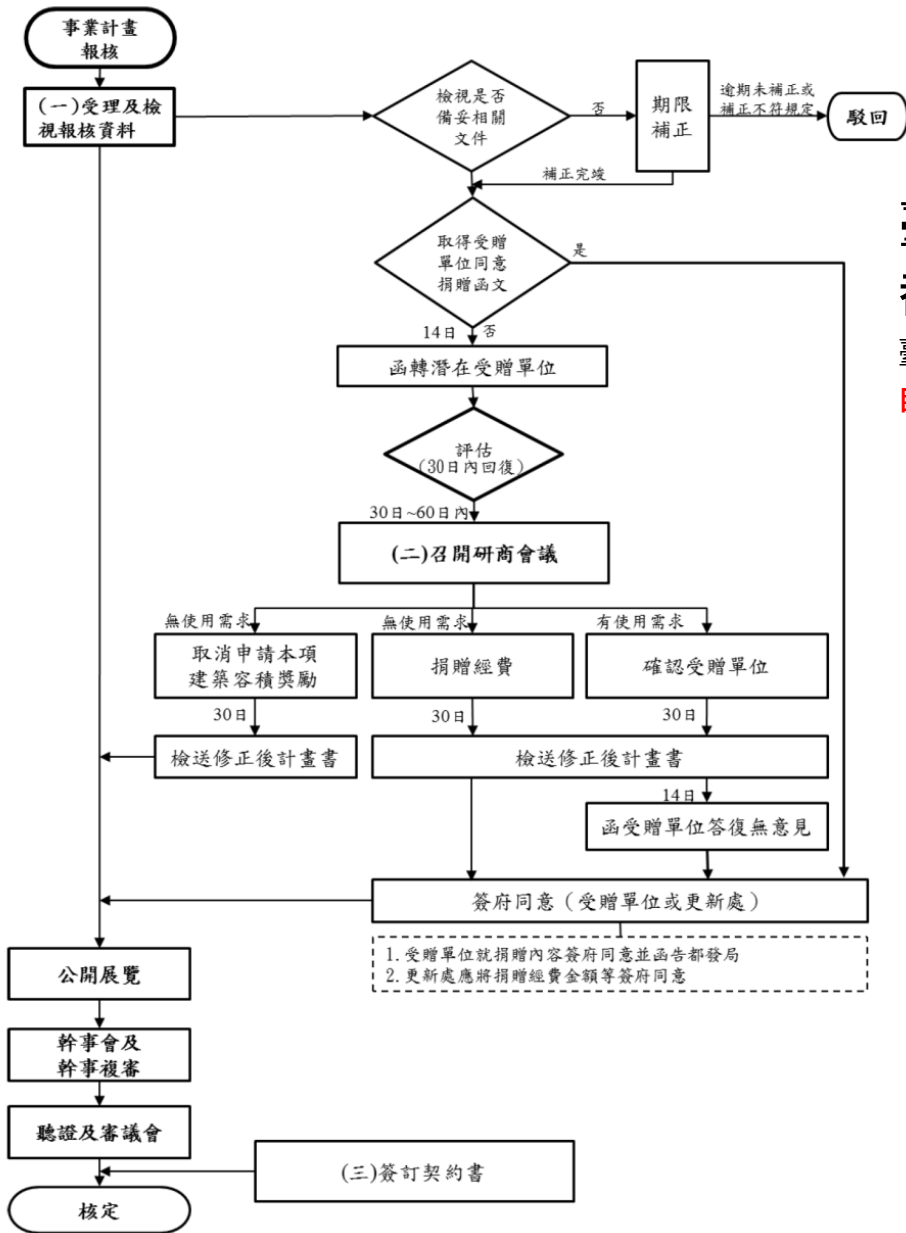 事業計畫
報核
(一)受理及檢
視報核資料
檢視是否
備妥相關
文件
否
期限
補正
逾期未補正或
補正不符規定
駁回
補正完竣
取得受贈
單位同意
捐贈函文
是
14日
否
函轉潛在受贈單位
評估
(30日內回復)
30日~60日內
(二)召開研商會議
無使用需求
無使用需求
有使用需求
取消申請本項
建築容積獎勵
捐贈經費
確認受贈單位
30日
30日
30日
檢送修正後計畫書
檢送修正後計畫書
14日
函受贈單位答復無意見
簽府同意（受贈單位或更新處）
1. 受贈單位就捐贈內容簽府同意並函告都發局
2. 更新處應將捐贈經費金額等簽府同意
公開展覽
幹事會及
幹事複審
聽證及審議會
(三)簽訂契約書
核定